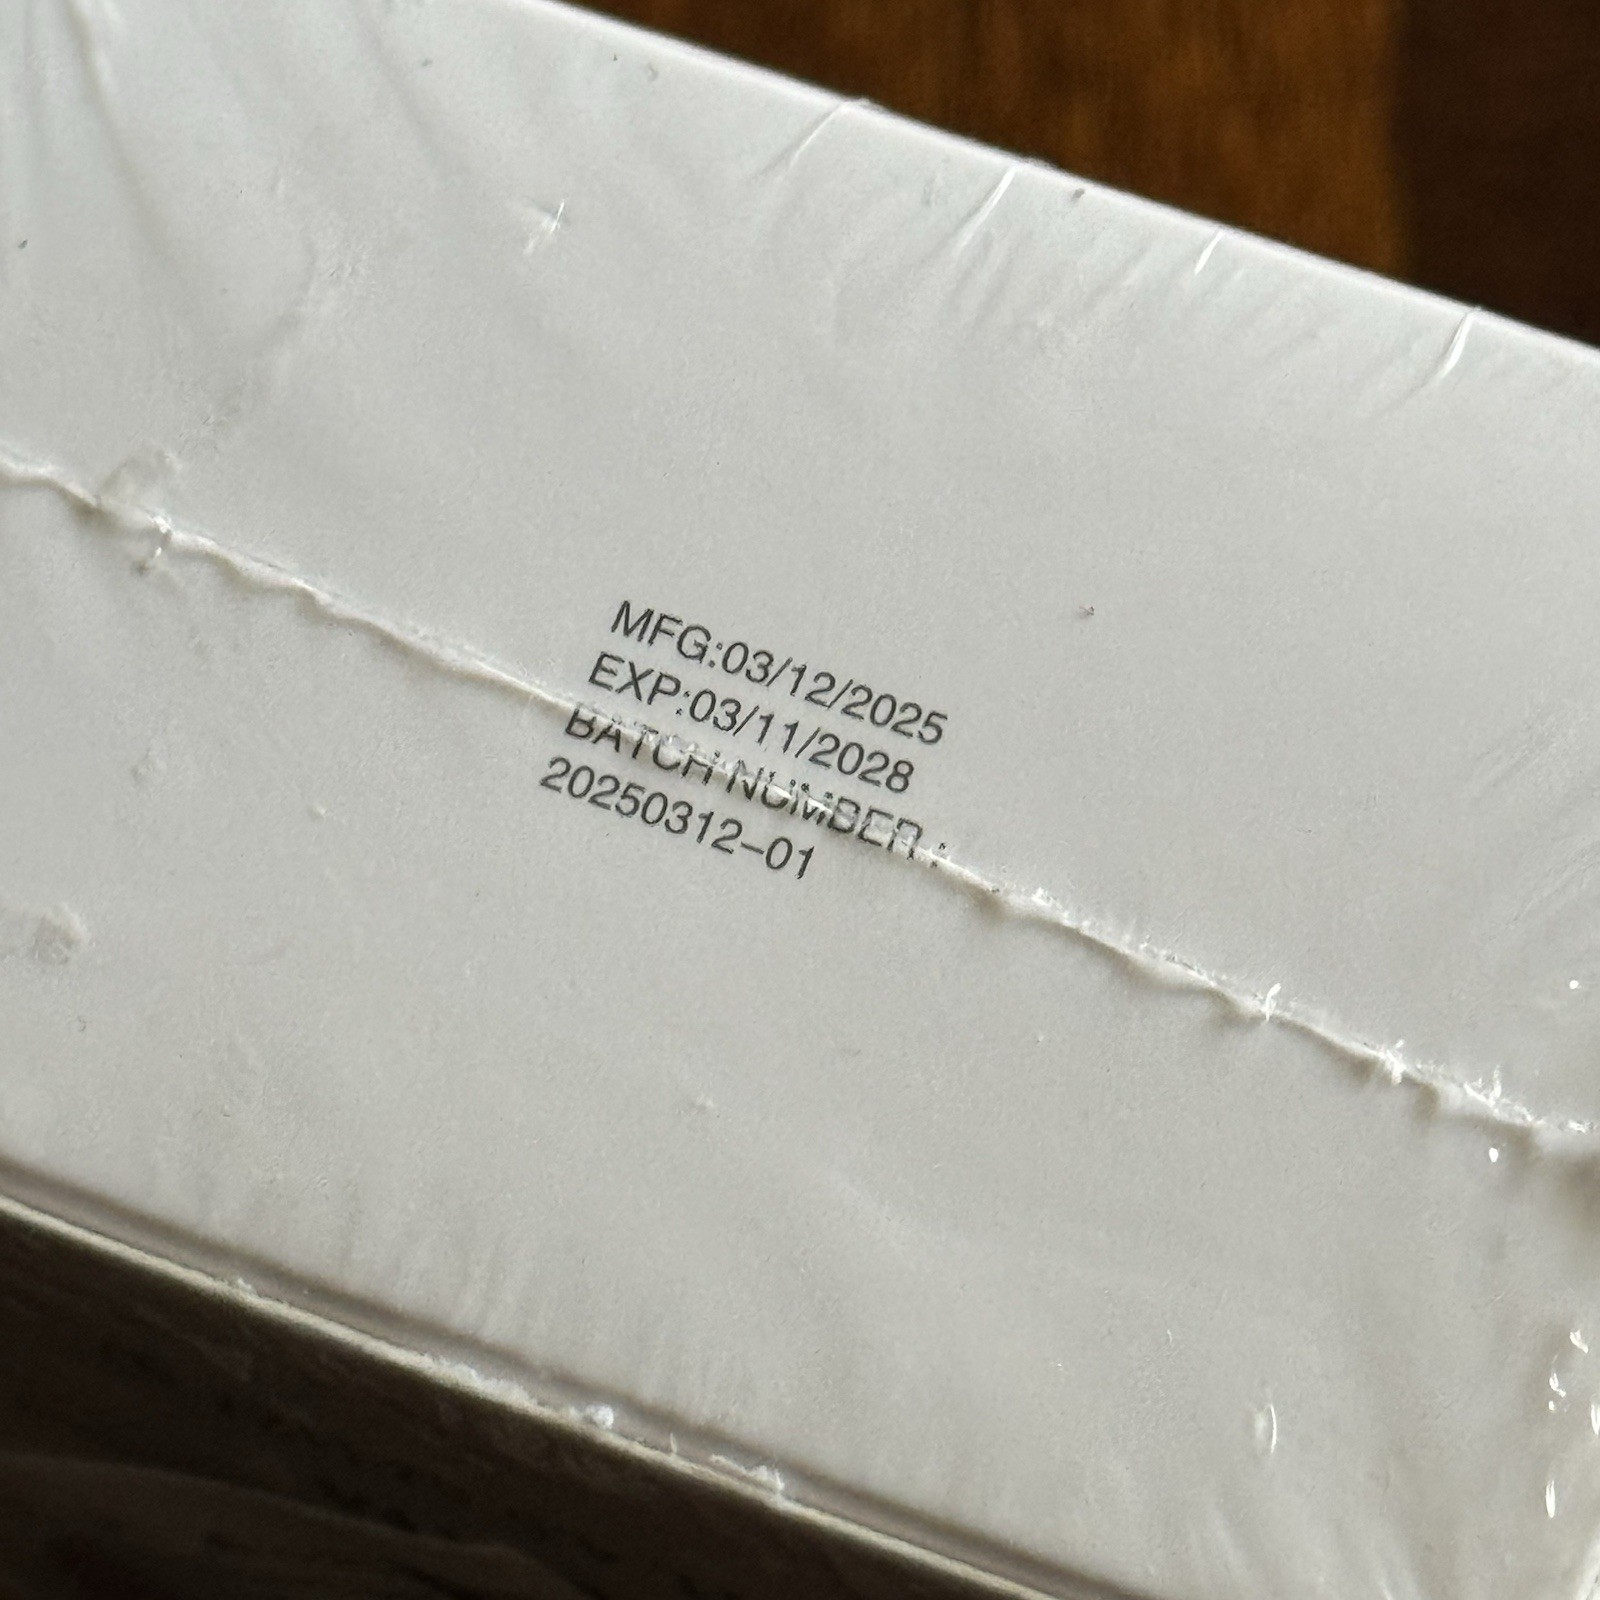 MFG:03/12/2025
EXP:03/11/2028
BATCH NUMBER :
20250312-01